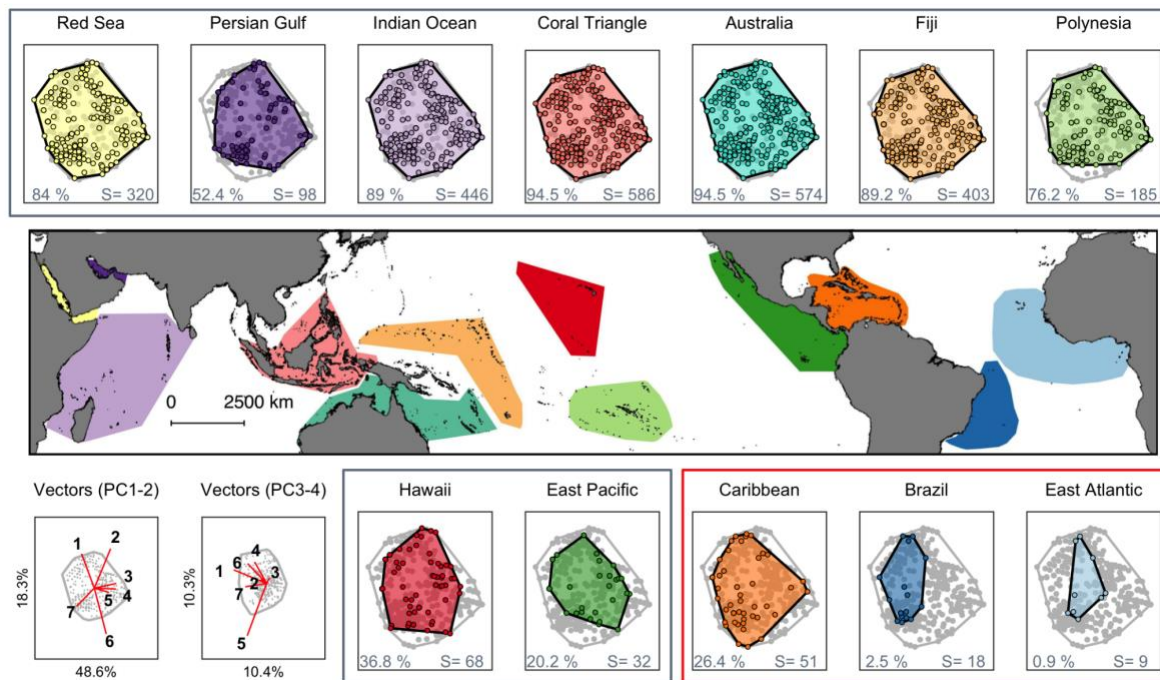 Red Sea
Persian Gulf
Indian Ocean
Coral Triangle
Australia
Fiji
Polynesia
84 %
S= 320
52.4 %
S= 98
89 %
S= 446
94.5 %
S= 586
94.5 %
S= 574
89.2 %
S= 403
76.2 %
S= 185
0
2500 km
Vectors (PC1-2)
Vectors (PC3-4)
Hawaii
East Pacific
Caribbean
Brazil
East Atlantic
18.3%
1
2
3
4
5
6
7
48.6%
10.3%
1
2
3
4
5
6
7
10.4%
36.8 %
S= 68
20.2 %
S= 32
26.4 %
S= 51
2.5 %
S= 18
0.9 %
S= 9